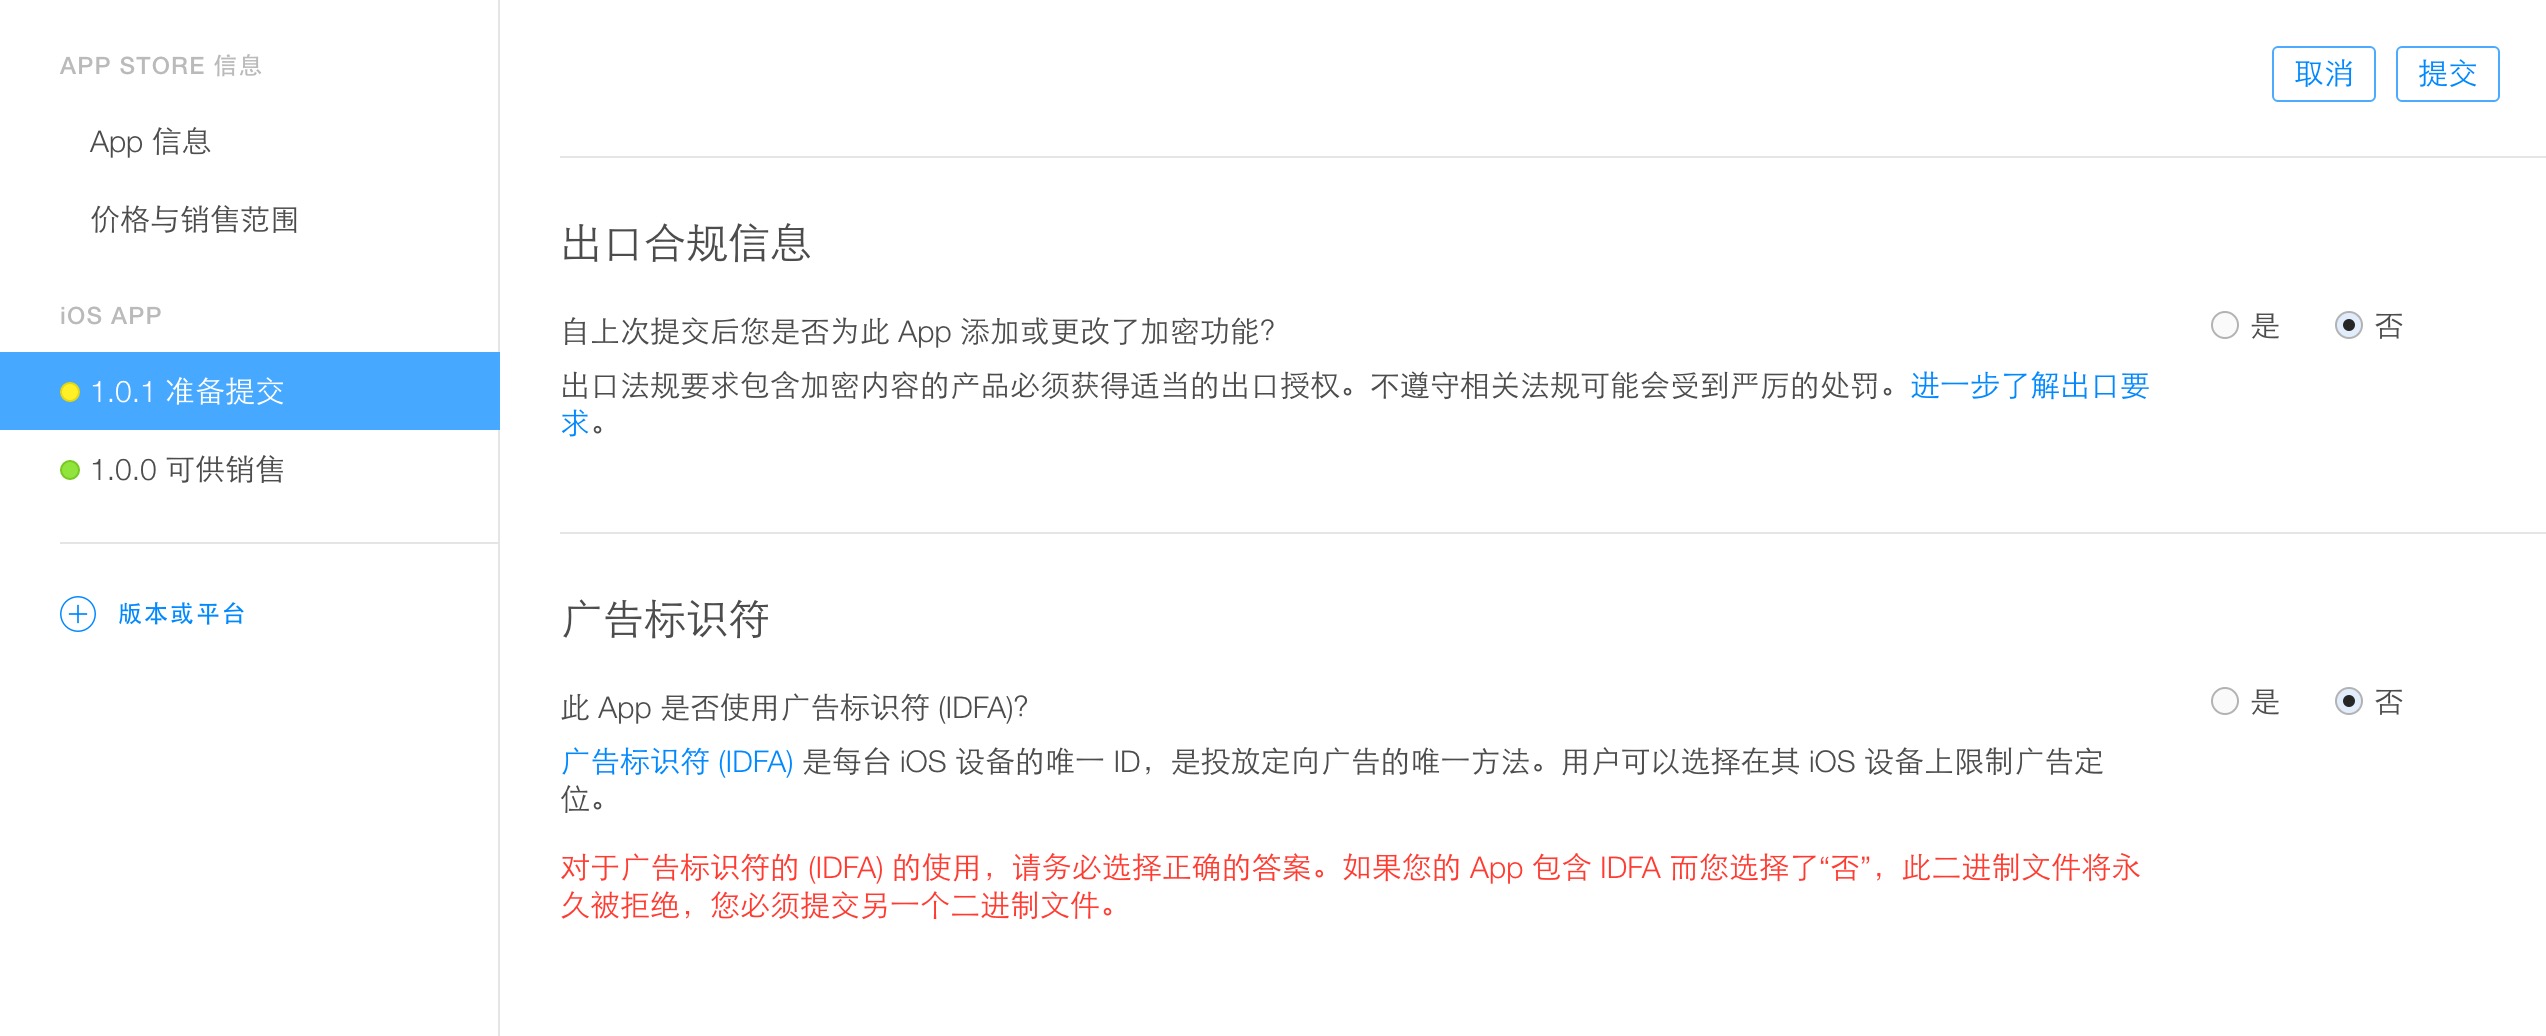 APP STORE 信息
App 信息
价格与销售范围
iOS APP
1.0.1 准备提交
1.0.0 可供销售
版本或平台
取消
提交
出口合规信息
自上次提交后您是否为此 App 添加或更改了加密功能？
是
否
出口法规要求包含加密内容的产品必须获得适当的出口授权。不遵守相关法规可能会受到严厉的处罚。进一步了解出口要
求。
广告标识符
此 App 是否使用广告标识符 (IDFA)？
是
否
广告标识符 (IDFA) 是每台 iOS 设备的唯一 ID，是投放定向广告的唯一方法。用户可以选择在其 iOS 设备上限制广告定
位。
对于广告标识符的 (IDFA) 的使用，请务必选择正确的答案。如果您的 App 包含 IDFA 而您选择了“否”，此二进制文件将永
久被拒绝，您必须提交另一个二进制文件。